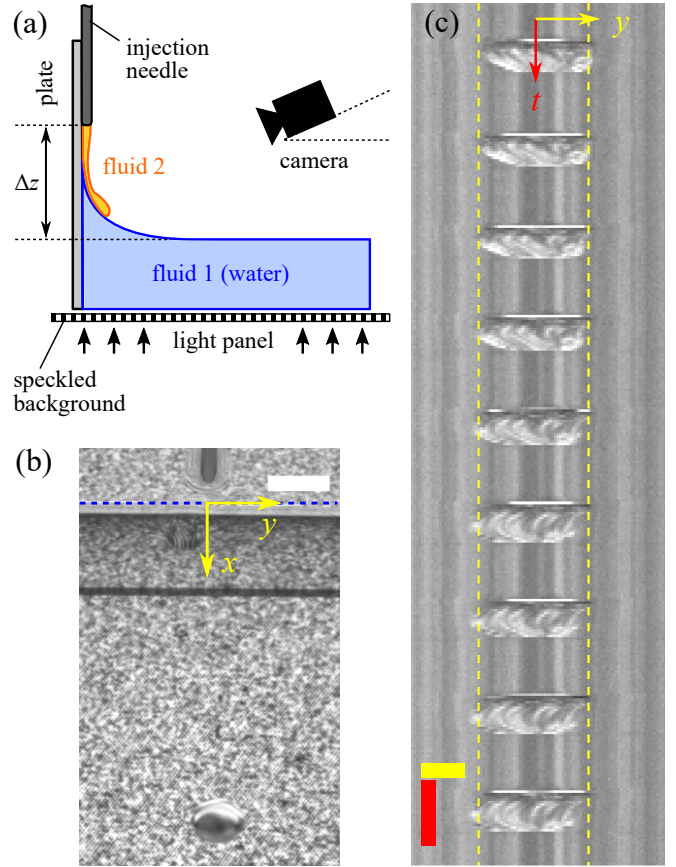 (a)
injection
needle
plate
fluid 2
camera
Δz
fluid 1 (water)
light panel
speckled
background
(b)
y
x
(c)
y
t